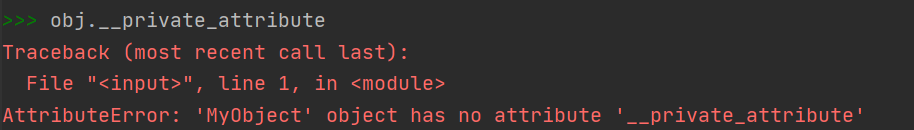 >>> obj.__private_attribute
Traceback (most recent call last):
  File "<input>", line 1, in <module>
AttributeError: 'MyObject' object has no attribute '__private_attribute'